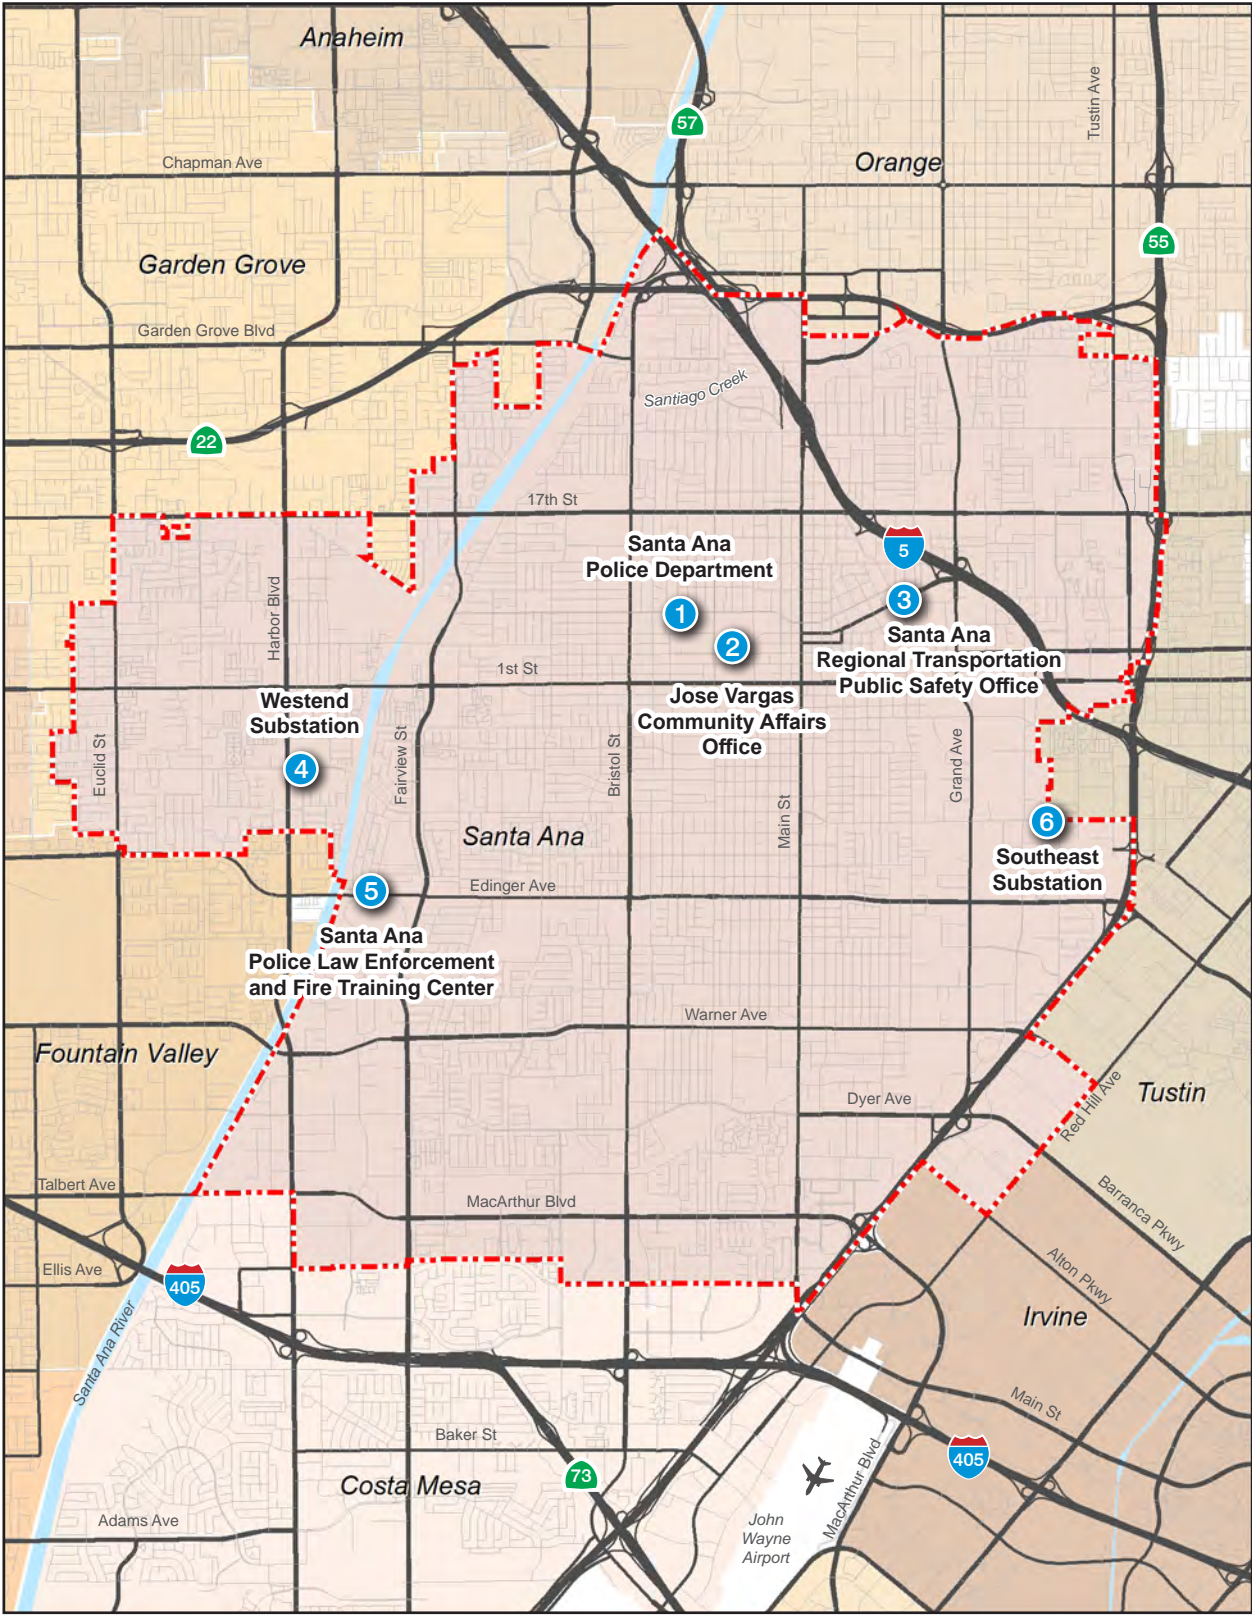 Anaheim
57
Tustin Ave
Chapman Ave
Orange
55
Garden Grove
Garden Grove Blvd
Santiago Creek
22
17th St
Santa Ana
Police Department
5
1
2
3
Harbor Blvd
Santa Ana
Regional Transportation
Public Safety Office
1st St
Jose Vargas
Community Affairs
Office
Westend
Substation
4
Euclid St
Fairview St
Bristol St
Main St
Grand Ave
6
Southeast
Substation
Santa Ana
Edinger Ave
5
Santa Ana
Police Law Enforcement
and Fire Training Center
Warner Ave
Fountain Valley
Dyer Ave
Red Hill Ave
Tustin
Talbert Ave
MacArthur Blvd
Barranca Pkwy
Ellis Ave
405
Alton Pkwy
Irvine
Santa Ana River
Main St
Baker St
405
73
Costa Mesa
MacArthur Blvd
Adams Ave
John
Wayne
Airport